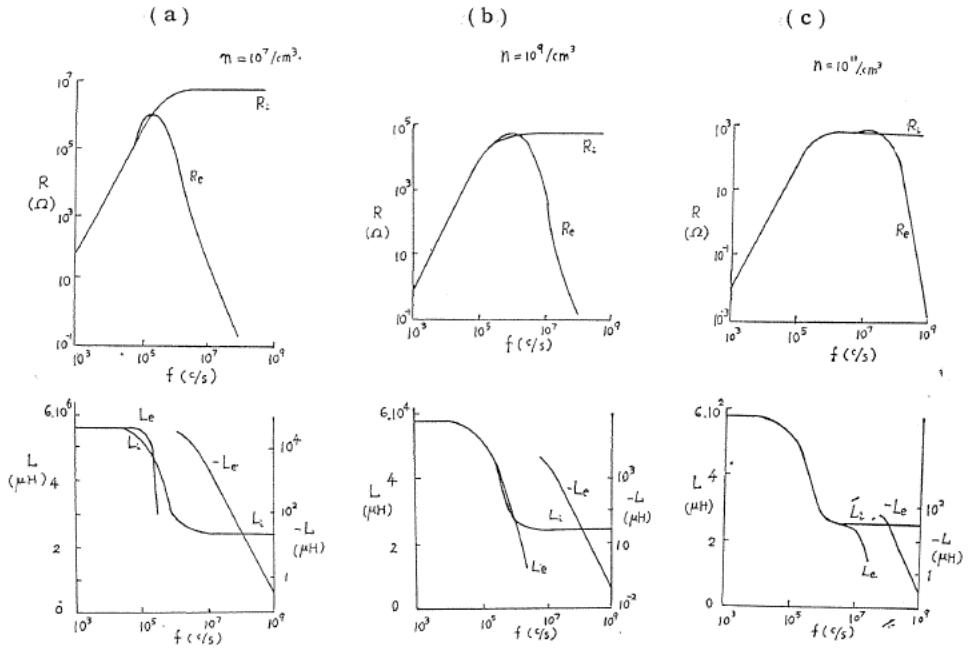 (a)
(b)
(c)
n = 10⁷/cm³.
n = 10⁹/cm³
n = 10¹¹/cm³
10⁷
10⁵
10³
10
10⁻¹
R
(Ω)
Rᵢ
Rₑ
10³
10⁵
10⁷
10⁹
f (c/s)
10⁵
10³
10
10⁻¹
R
(Ω)
Rᵢ
Rₑ
10³
10⁵
10⁷
10⁹
f (c/s)
10³
10
10⁻¹
10⁻³
R
(Ω)
Rᵢ
Rₑ
10³
10⁵
10⁷
10⁹
f (c/s)
6.10⁶
4
2
0
L
(μH)
Lₑ
Lᵢ
-Lₑ
Lᵢ
10⁴
10²
1
-L
(μH)
10³
10⁵
10⁷
10⁹
f (c/s)
6.10⁴
4
2
0
L
(μH)
-Lₑ
Lᵢ
Lₑ
10³
10
10⁻²
-L
(μH)
10³
10⁵
10⁷
10⁹
f (c/s)
6.10²
4
2
0
L
(μH)
Lᵢ
-Lₑ
Lₑ
10²
1
-L
(μH)
10³
10⁵
10⁷
10⁹
f (c/s)